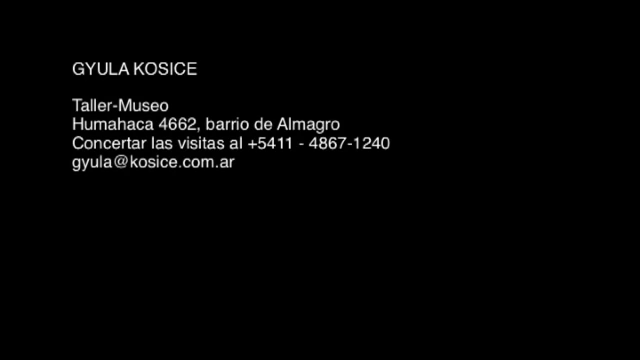 GYULA KOSICE
Taller-Museo
Humahaca 4662, barrio de Almagro
Concertar las visitas al +5411 - 4867-1240
gyula@kosice.com.ar